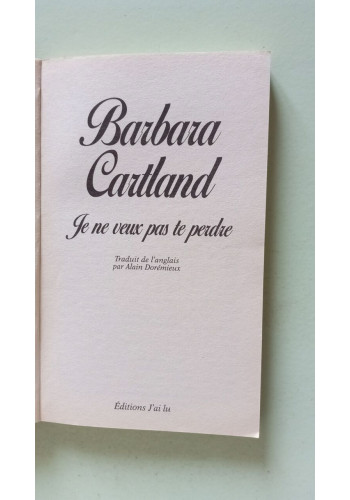 Barbara
Cartland
Je ne veux pas te perdre
Traduit de l'anglais
par Alain Dorémieux
Éditions J'ai lu